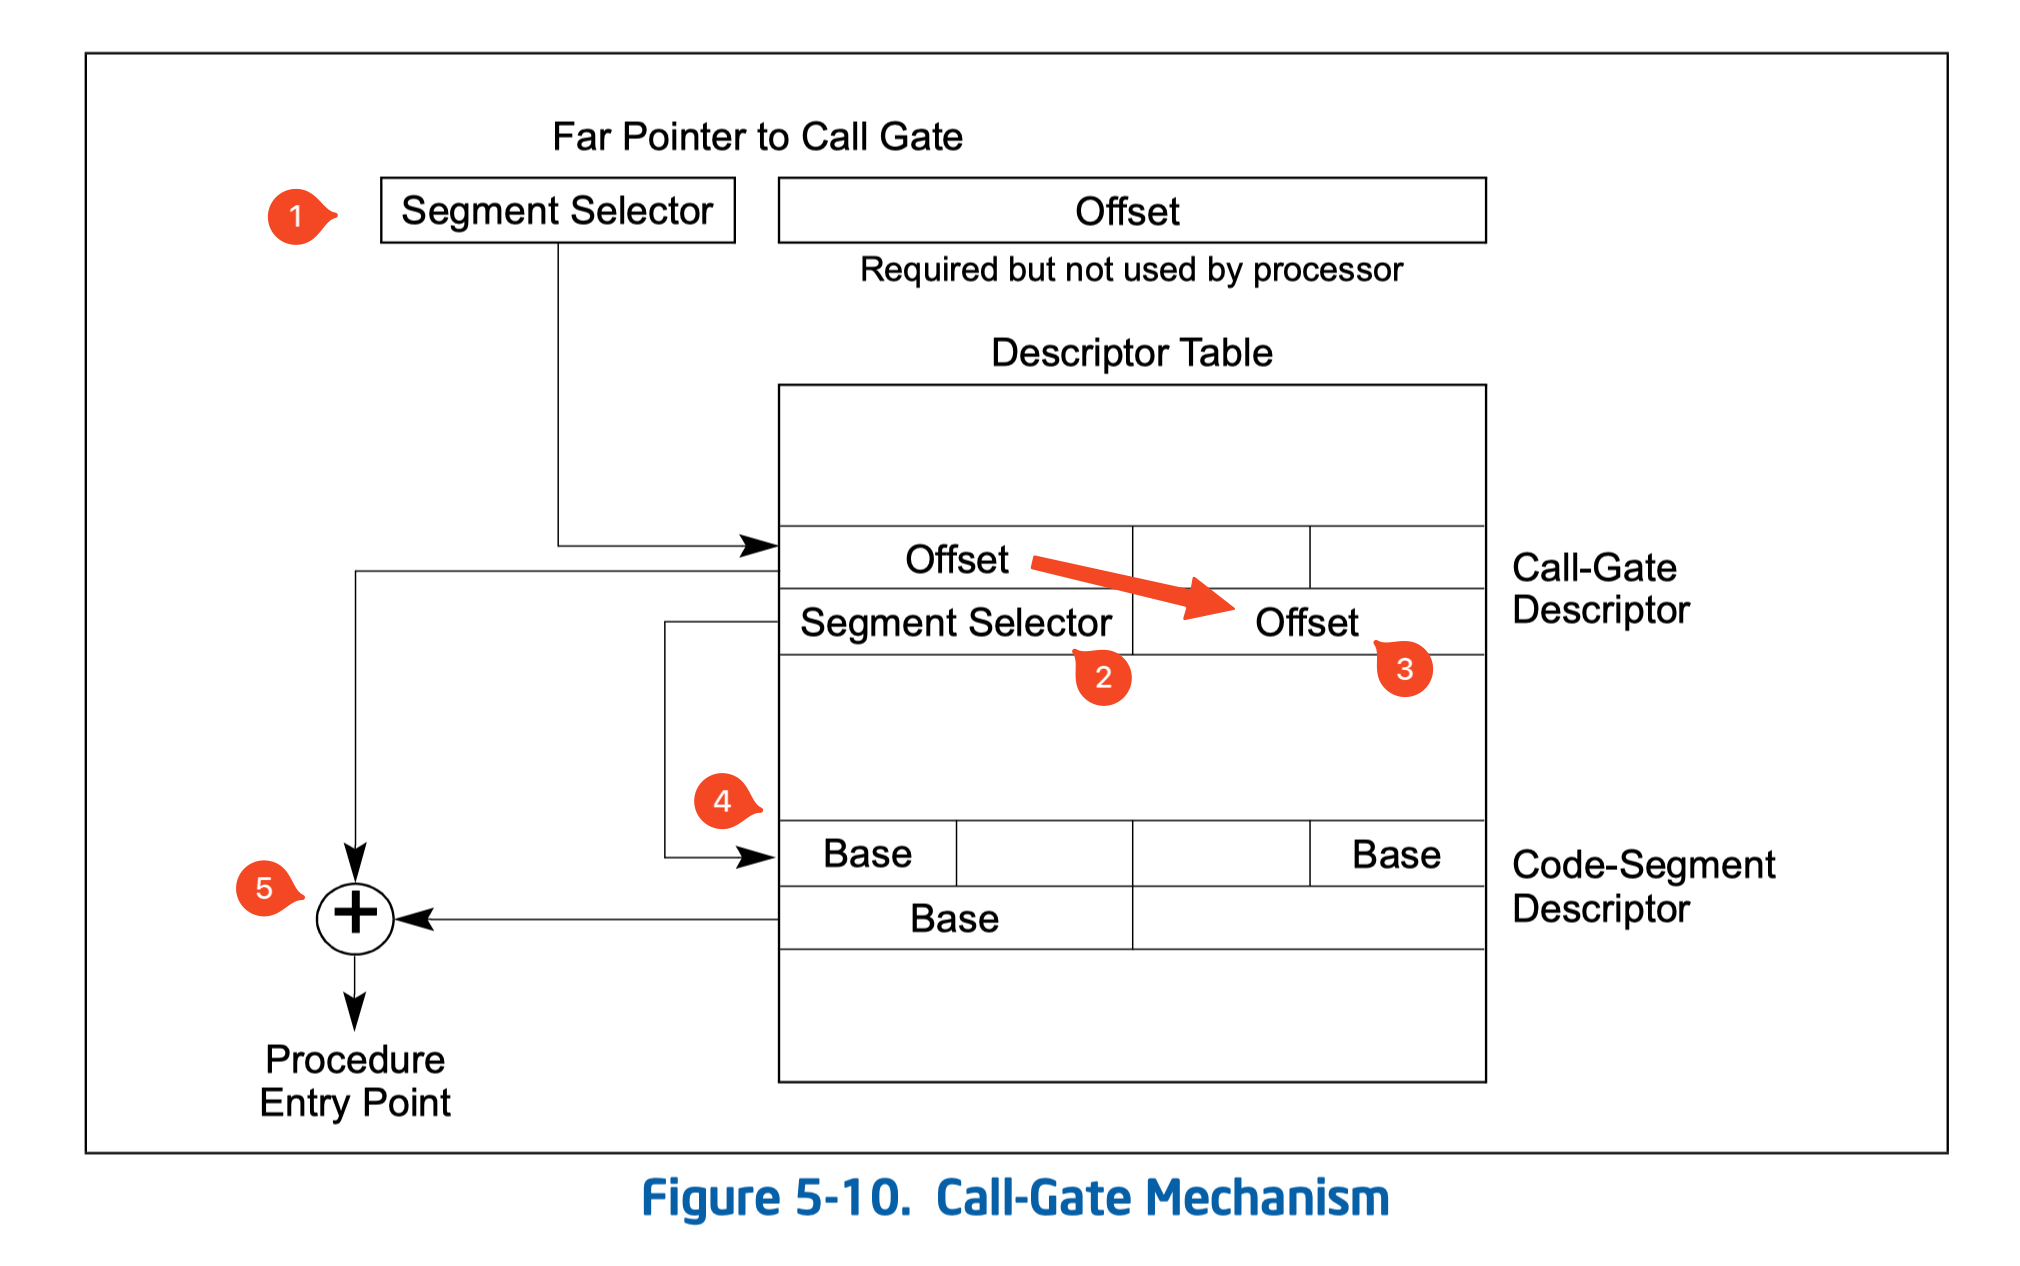 Far Pointer to Call Gate
1
Segment Selector
Offset
Required but not used by processor
Descriptor Table
Offset
Call-Gate
Descriptor
Segment Selector
Offset
2
3
4
Base
Base
Code-Segment
Descriptor
5
+
Base
Procedure
Entry Point
Figure 5-10. Call-Gate Mechanism